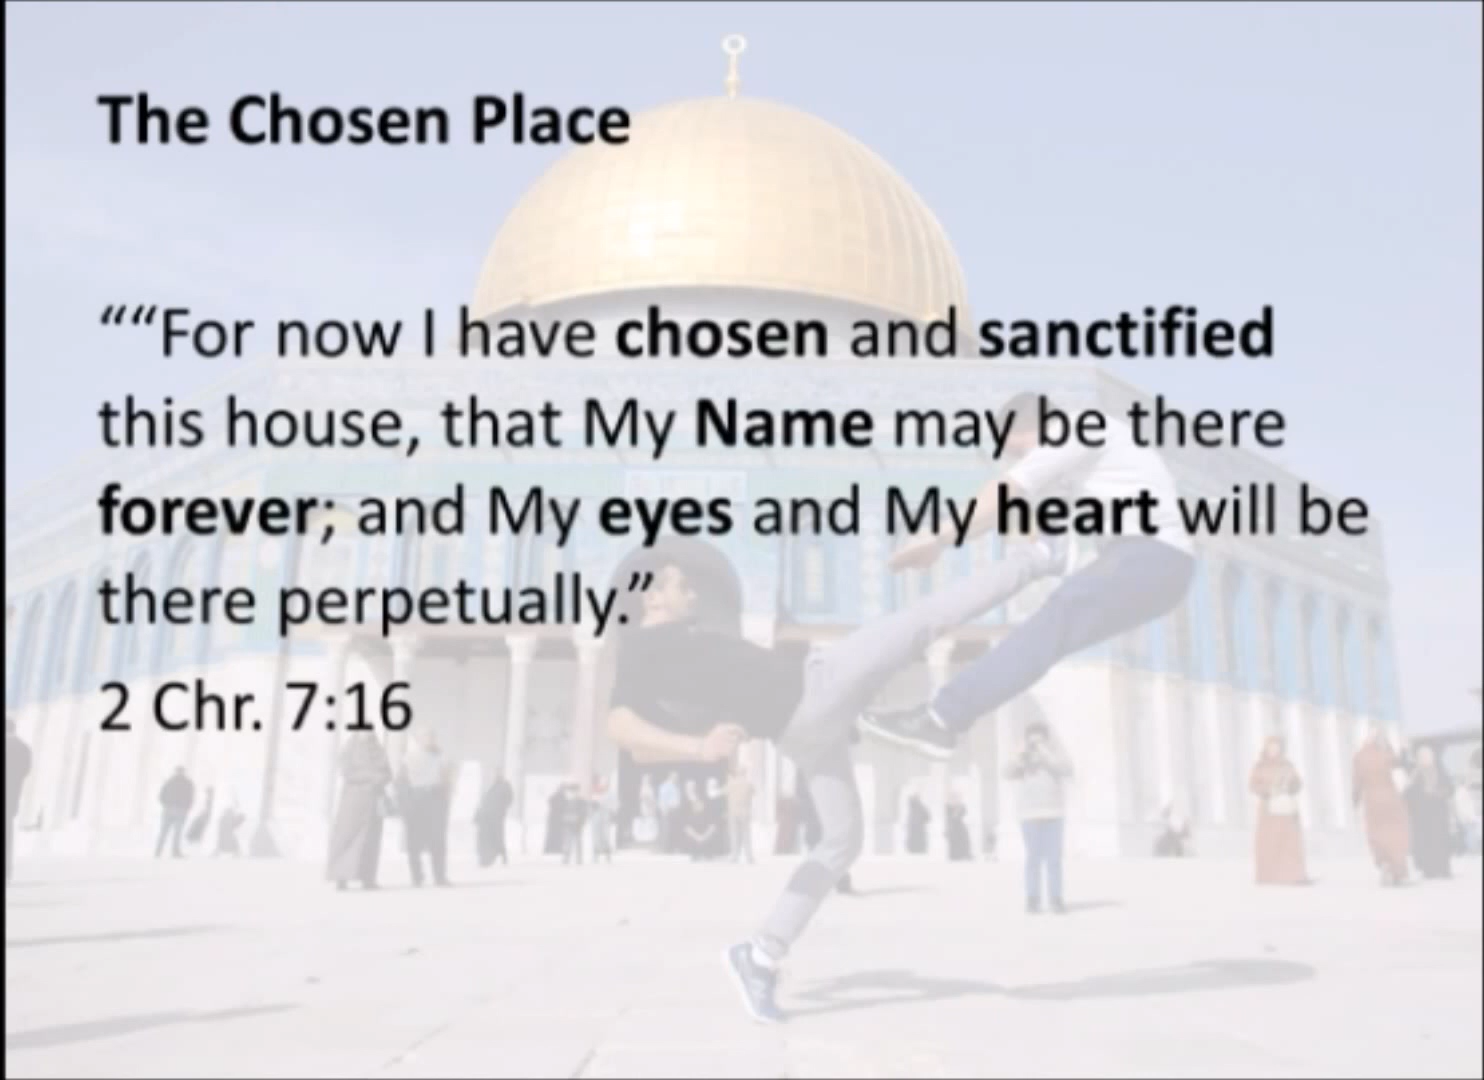 The Chosen Place
““For now I have chosen and sanctified
this house, that My Name may be there
forever; and My eyes and My heart will be
there perpetually.”
2 Chr. 7:16